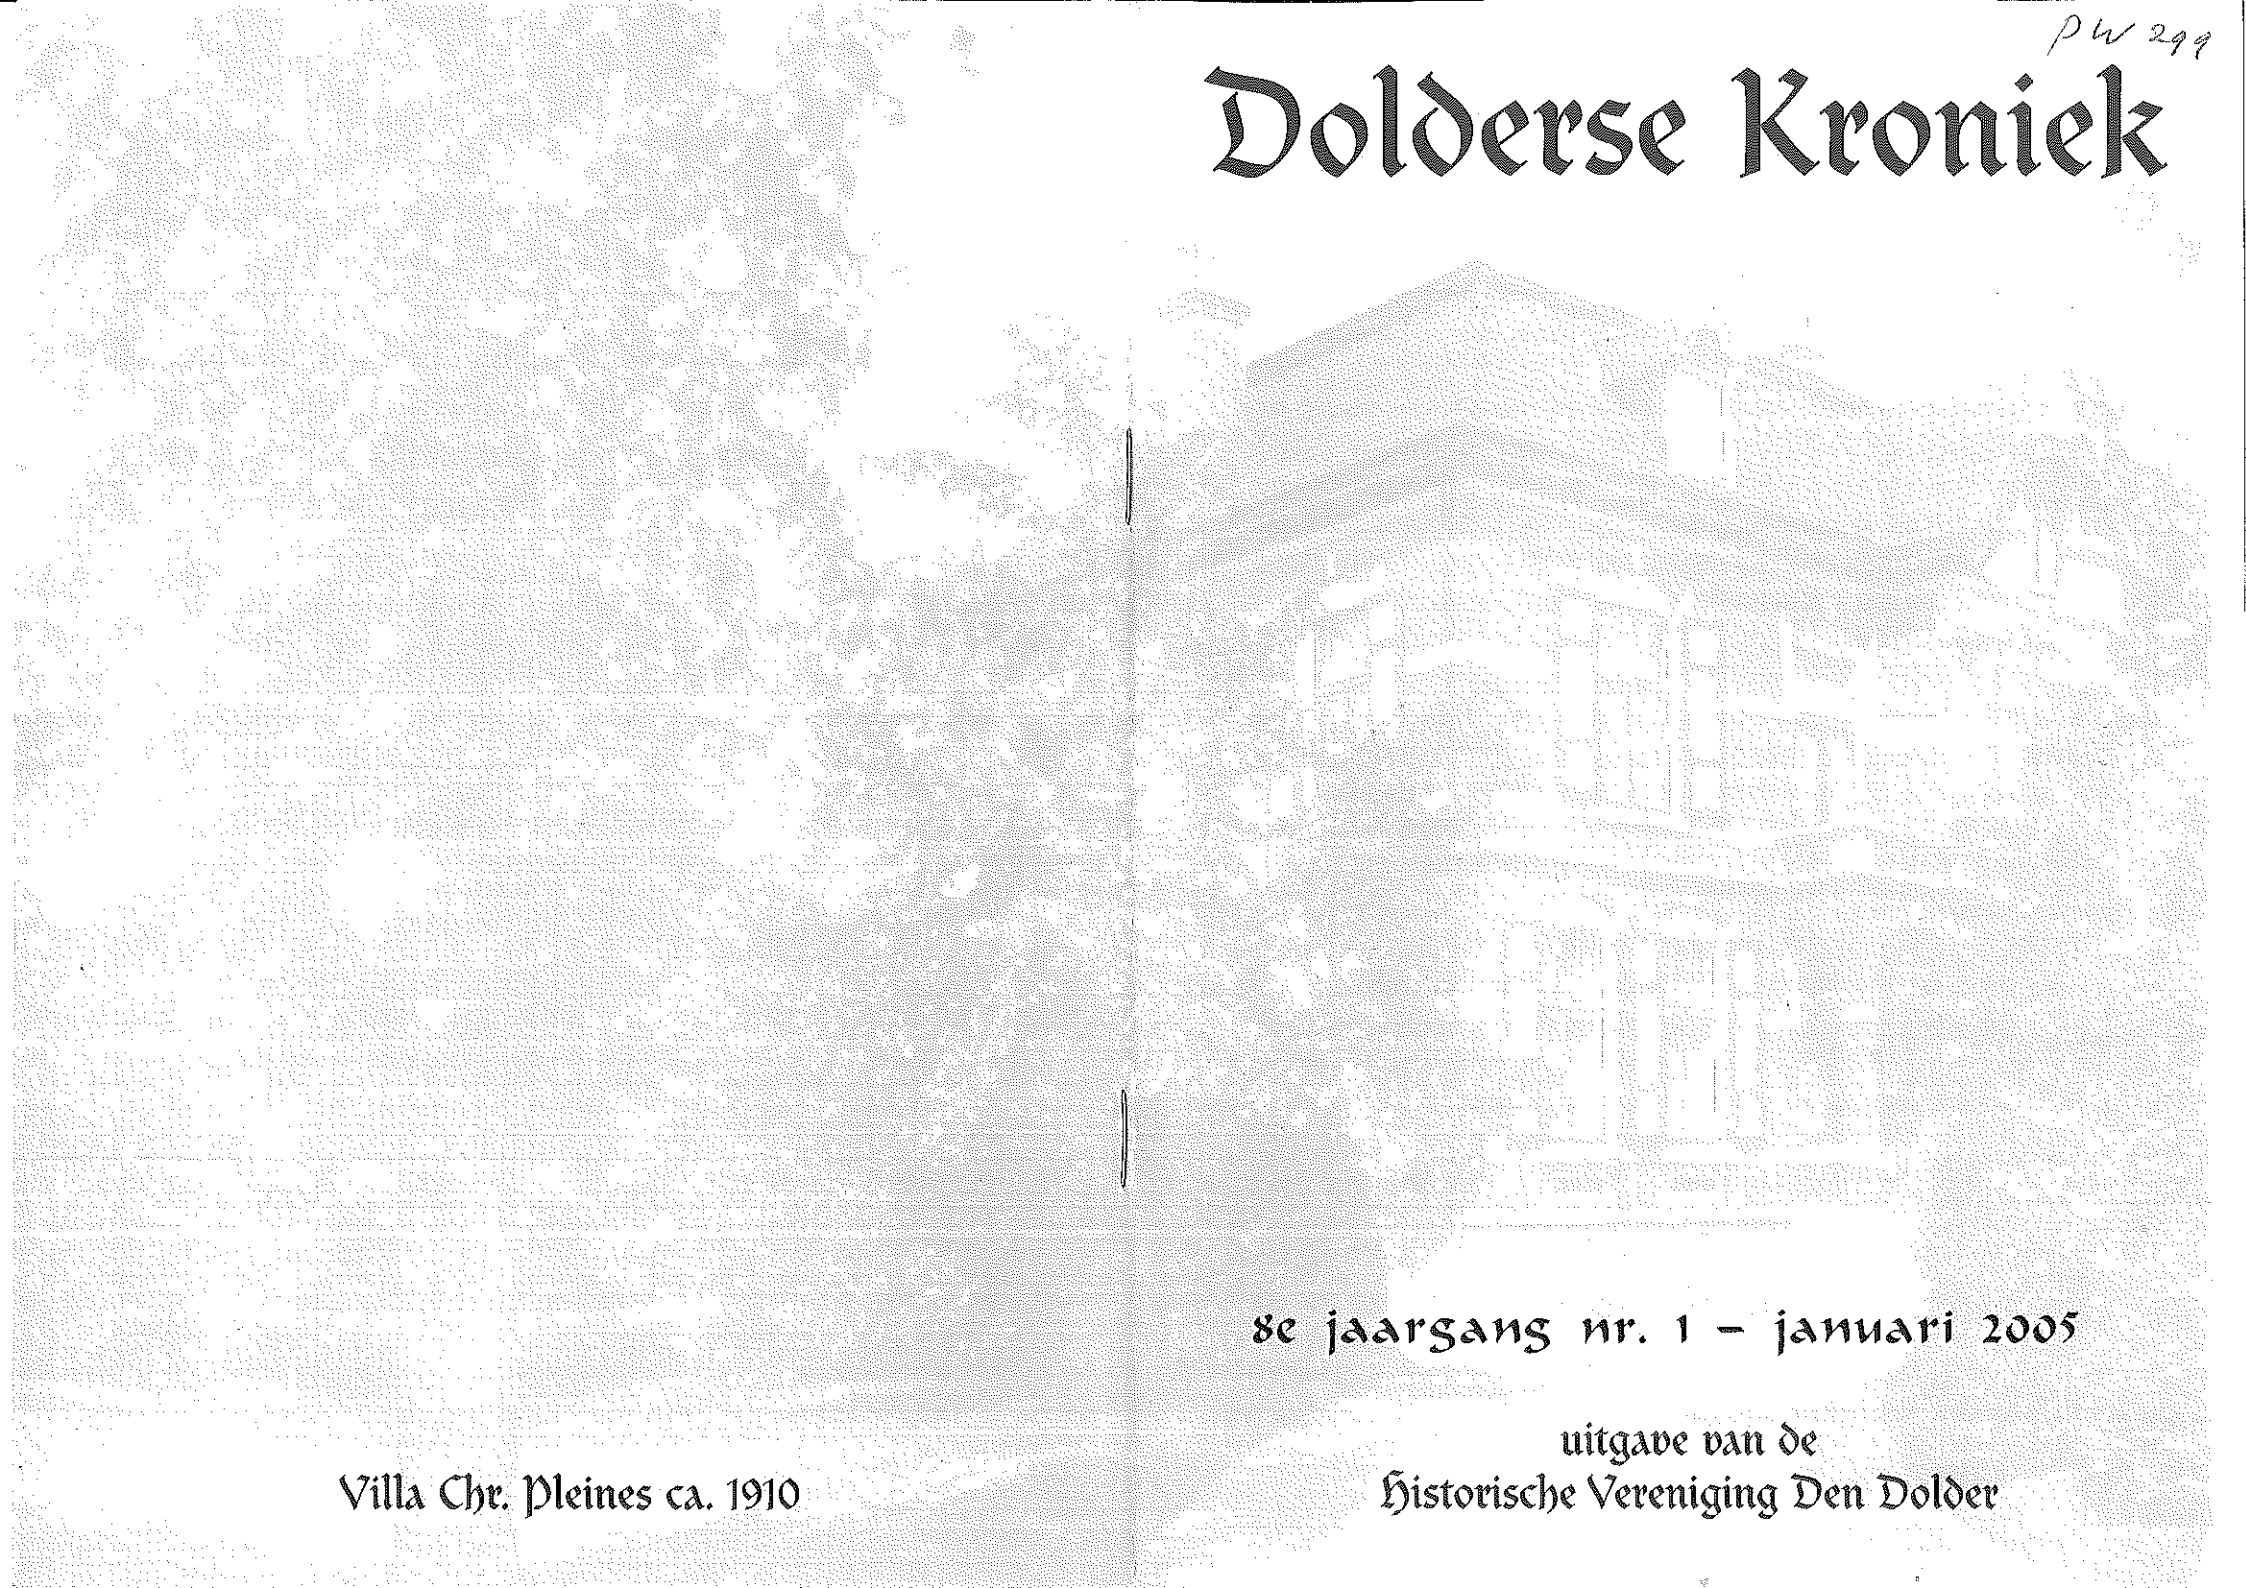 PW 299
Dolderse Kroniek
8e jaargang nr. 1 – januari 2005
uitgave van de
Historische Vereniging Den Dolder
Villa Chr. Pleines ca. 1910